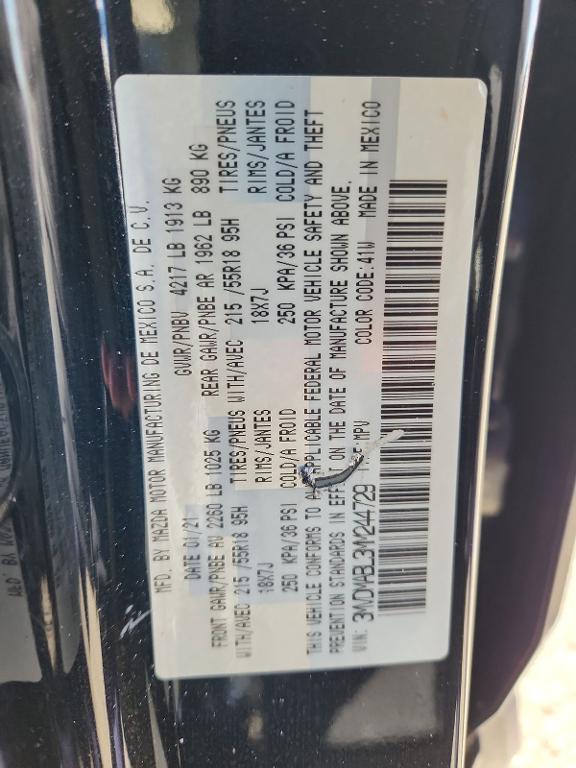 MFD. BY MAZDA MOTOR MANUFACTURING DE MEXICO S.A. DE C.V.
DATE 01/21 GVWR/PNBV 4217 LB 1913 KG
FRONT GAWR/PNBE AV 2260 LB 1025 KG REAR GAWR/PNBE AR 1962 LB 890 KG
WITH/AVEC 215 /55R18 95H TIRES/PNEUS WITH/AVEC 215 /55R18 95H TIRES/PNEUS
18X7J RIMS/JANTES 18X7J RIMS/JANTES
250 KPA/36 PSI COLD/A FROID 250 KPA/36 PSI COLD/A FROID
THIS VEHICLE CONFORMS TO ALL APPLICABLE FEDERAL MOTOR VEHICLE SAFETY AND THEFT
PREVENTION STANDARDS IN EFFECT ON THE DATE OF MANUFACTURE SHOWN ABOVE.
VIN: 3MVDMABL3MM244729 TYPE:MPV COLOR CODE:41W MADE IN MEXICO